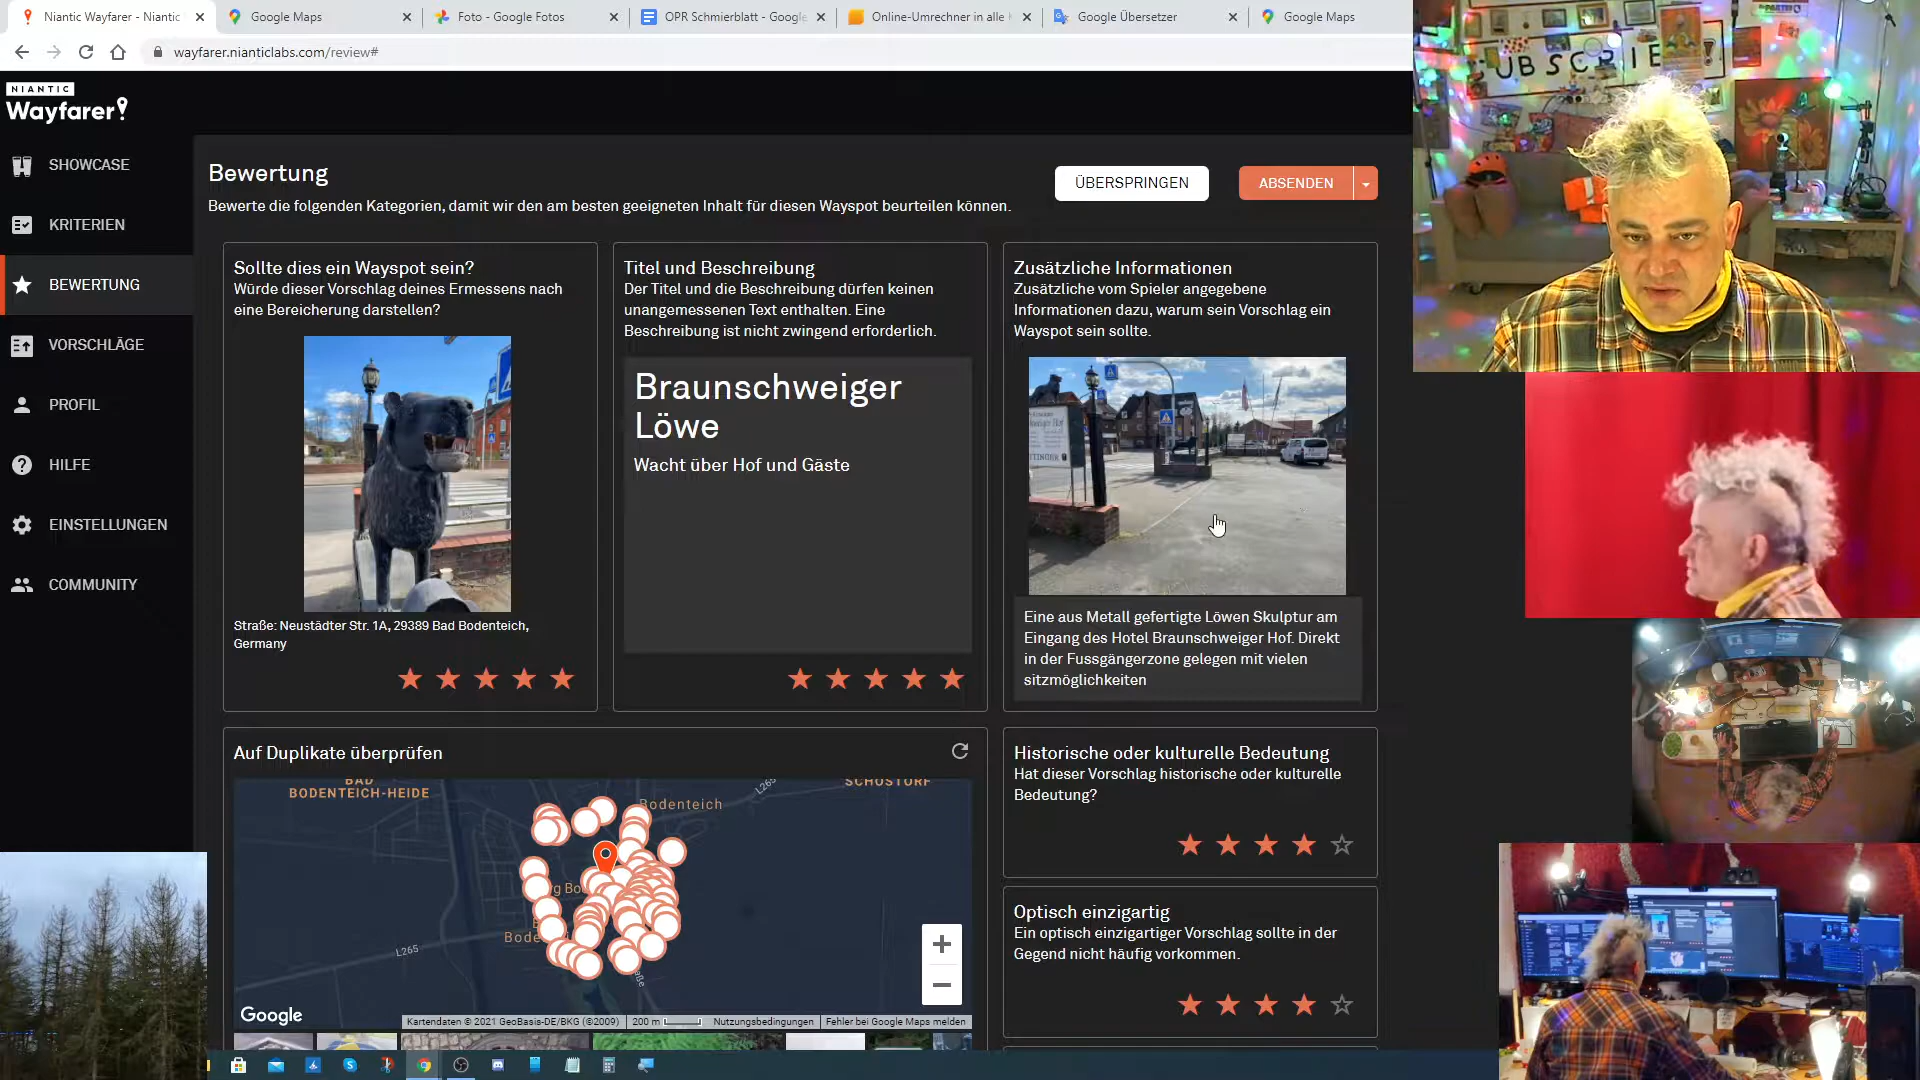 Niantic Wayfarer - Niantic
Google Maps
Foto - Google Fotos
OPR Schmierblatt - Google
Online-Umrechner in alle
Google Übersetzer
Google Maps
wayfarer.nianticlabs.com/review#
NIANTIC
Wayfarer
SHOWCASE
KRITERIEN
BEWERTUNG
VORSCHLÄGE
PROFIL
HILFE
EINSTELLUNGEN
COMMUNITY
Bewertung
Bewerte die folgenden Kategorien, damit wir den am besten geeigneten Inhalt für diesen Wayspot beurteilen können.
ÜBERSPRINGEN
ABSENDEN
Sollte dies ein Wayspot sein?
Würde dieser Vorschlag deines Ermessens nach
eine Bereicherung darstellen?
Straße: Neustädter Str. 1A, 29389 Bad Bodenteich,
Germany
Titel und Beschreibung
Der Titel und die Beschreibung dürfen keinen
unangemessenen Text enthalten. Eine
Beschreibung ist nicht zwingend erforderlich.
Braunschweiger
Löwe
Wacht über Hof und Gäste
Zusätzliche Informationen
Zusätzliche vom Spieler angegebene
Informationen dazu, warum sein Vorschlag ein
Wayspot sein sollte.
Eine aus Metall gefertigte Löwen Skulptur am
Eingang des Hotel Braunschweiger Hof. Direkt
in der Fussgängerzone gelegen mit vielen
sitzmöglichkeiten
Auf Duplikate überprüfen
BAD
BODENTEICH-HEIDE
SCHOSTORF
Bodenteich
L265
L265
Google
Kartendaten © 2021 GeoBasis-DE/BKG (©2009)
200 m
Nutzungsbedingungen
Fehler bei Google Maps melden
Historische oder kulturelle Bedeutung
Hat dieser Vorschlag historische oder kulturelle
Bedeutung?
Optisch einzigartig
Ein optisch einzigartiger Vorschlag sollte in der
Gegend nicht häufig vorkommen.
UBSCRIE